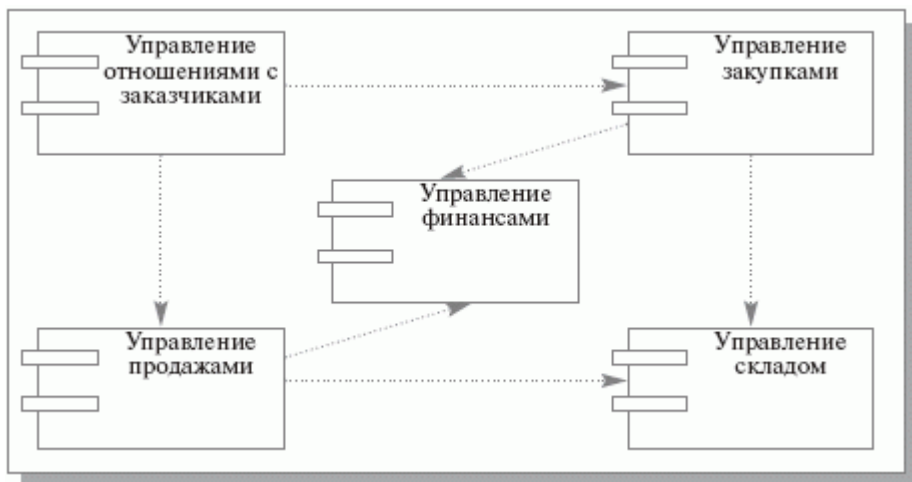 Управление
отношениями с
заказчиками
Управление
закупками
Управление
финансами
Управление
продажами
Управление
складом